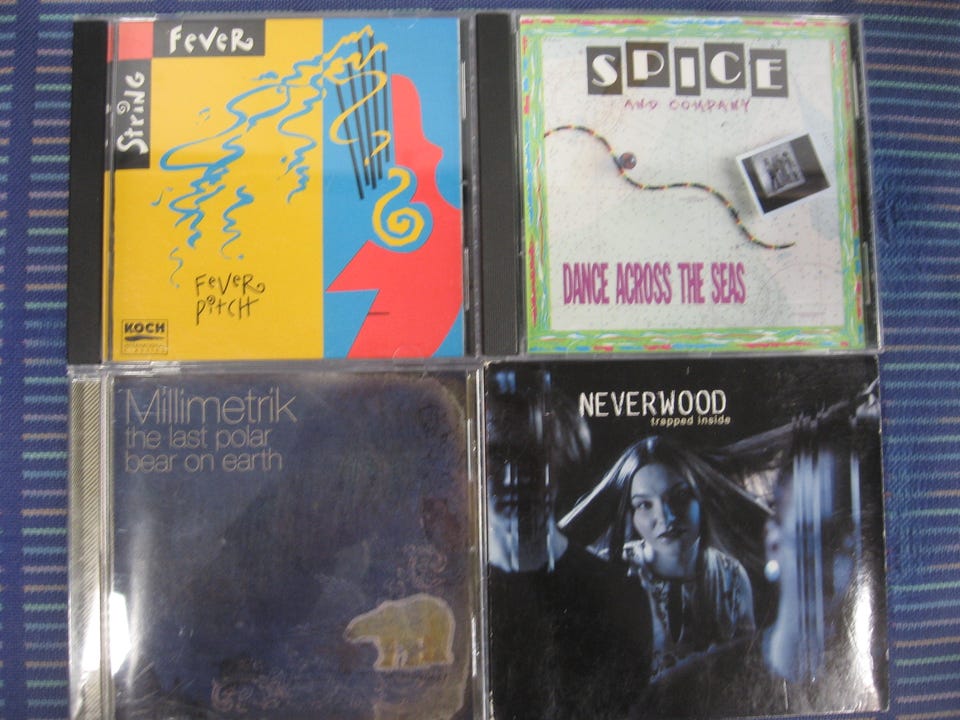 FeVeR
StriNG
FeVeR
PitCH
KOCH
SPICE
AND COMPANY
DANCE ACROSS THE SEAS
Millimetrik
the last polar
bear on earth
NEVERWOOD
trapped inside